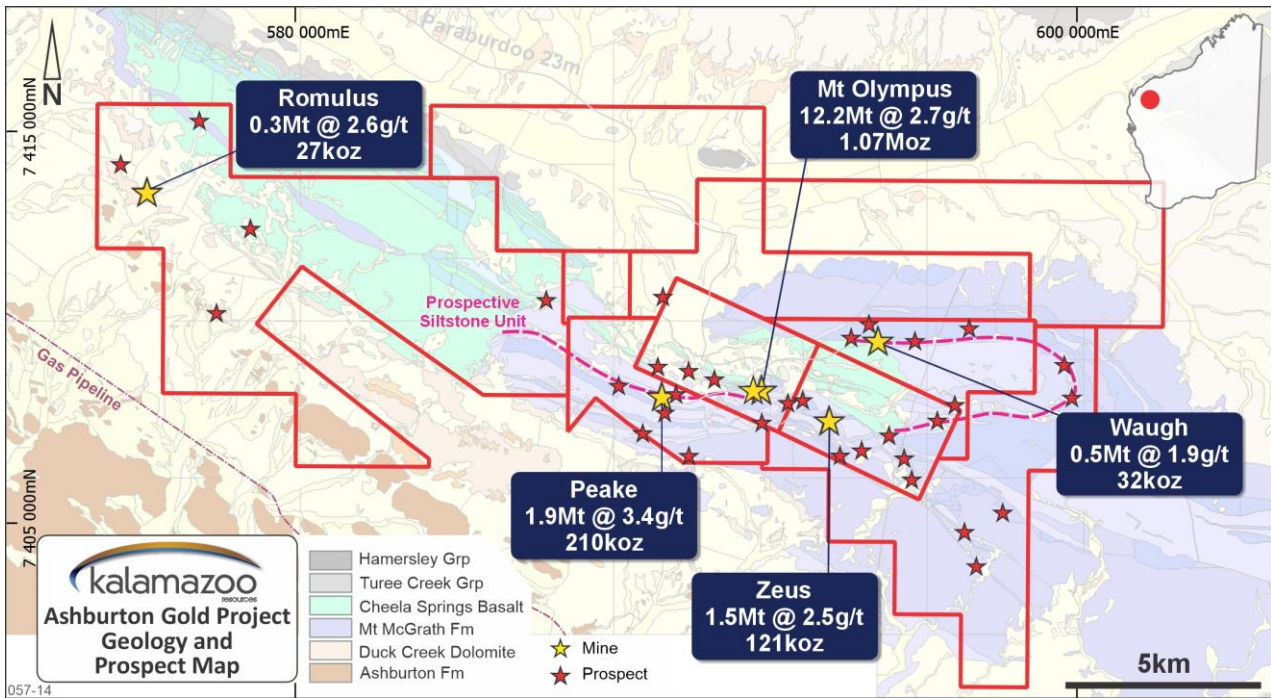 580 000mE
600 000mE
Paraburdoo 23m
N
7 415 000mN
Romulus
0.3Mt @ 2.6g/t
27koz
Mt Olympus
12.2Mt @ 2.7g/t
1.07Moz
Prospective
Siltstone Unit
Gas Pipeline
Waugh
0.5Mt @ 1.9g/t
32koz
Peake
1.9Mt @ 3.4g/t
210koz
Zeus
1.5Mt @ 2.5g/t
121koz
7 405 000mN
kalamazoo
resources
Ashburton Gold Project
Geology and
Prospect Map
Hamersley Grp
Turee Creek Grp
Cheela Springs Basalt
Mt McGrath Fm
Duck Creek Dolomite
Ashburton Fm
Mine
Prospect
5km
057-14